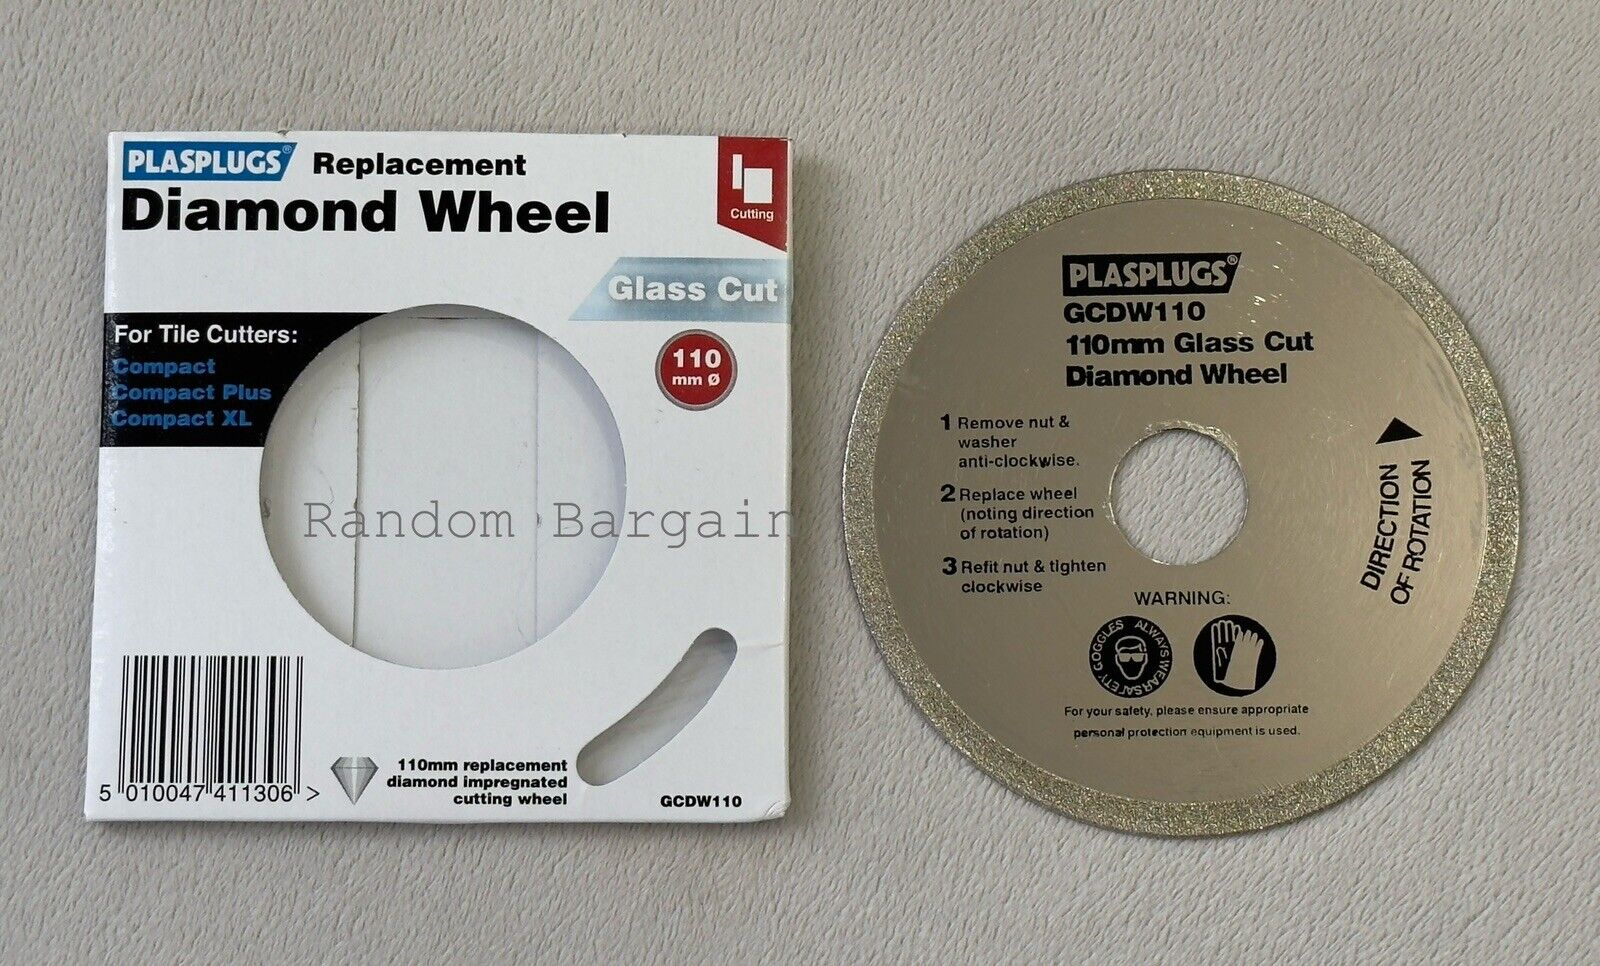 PLASPLUGS® Replacement
Diamond Wheel
Cutting
Glass Cut
For Tile Cutters:
Compact
Compact Plus
Compact XL
110
mm Ø
Random Bargain
5 010047 411306 >
110mm replacement
diamond impregnated
cutting wheel
GCDW110
PLASPLUGS®
GCDW110
110mm Glass Cut
Diamond Wheel
1 Remove nut &
washer
anti-clockwise.
2 Replace wheel
(noting direction
of rotation)
3 Refit nut & tighten
clockwise
DIRECTION
OF ROTATION
WARNING:
ALWAYS WEAR SAFETY GOGGLES
For your safety, please ensure appropriate
personal protection equipment is used.